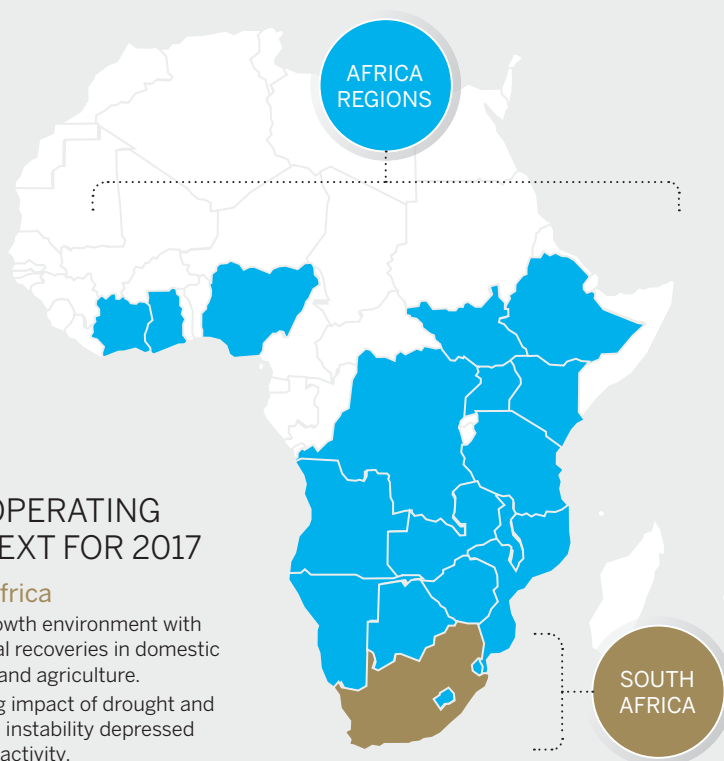 AFRICA
REGIONS
OPERATING
EXT FOR 2017
frica
owth environment with
al recoveries in domestic
and agriculture.
g impact of drought and
instability depressed
activity.
SOUTH
AFRICA